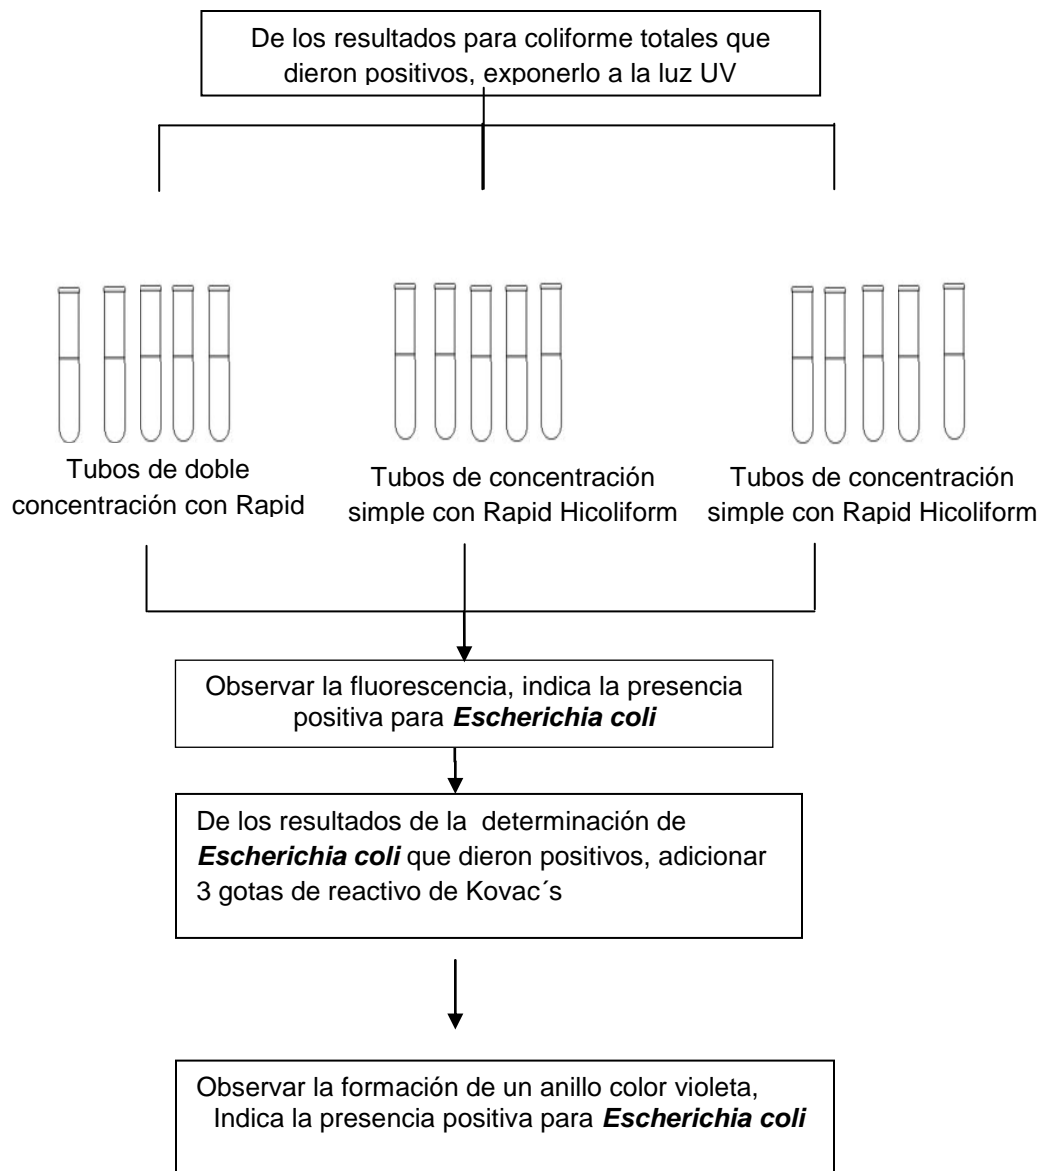 De los resultados para coliforme totales que
dieron positivos, exponerlo a la luz UV
Tubos de doble
concentración con Rapid
Tubos de concentración
simple con Rapid Hicoliform
Tubos de concentración
simple con Rapid Hicoliform
Observar la fluorescencia, indica la presencia
positiva para Escherichia coli
De los resultados de la determinación de
Escherichia coli que dieron positivos, adicionar
3 gotas de reactivo de Kovac´s
Observar la formación de un anillo color violeta,
Indica la presencia positiva para Escherichia coli